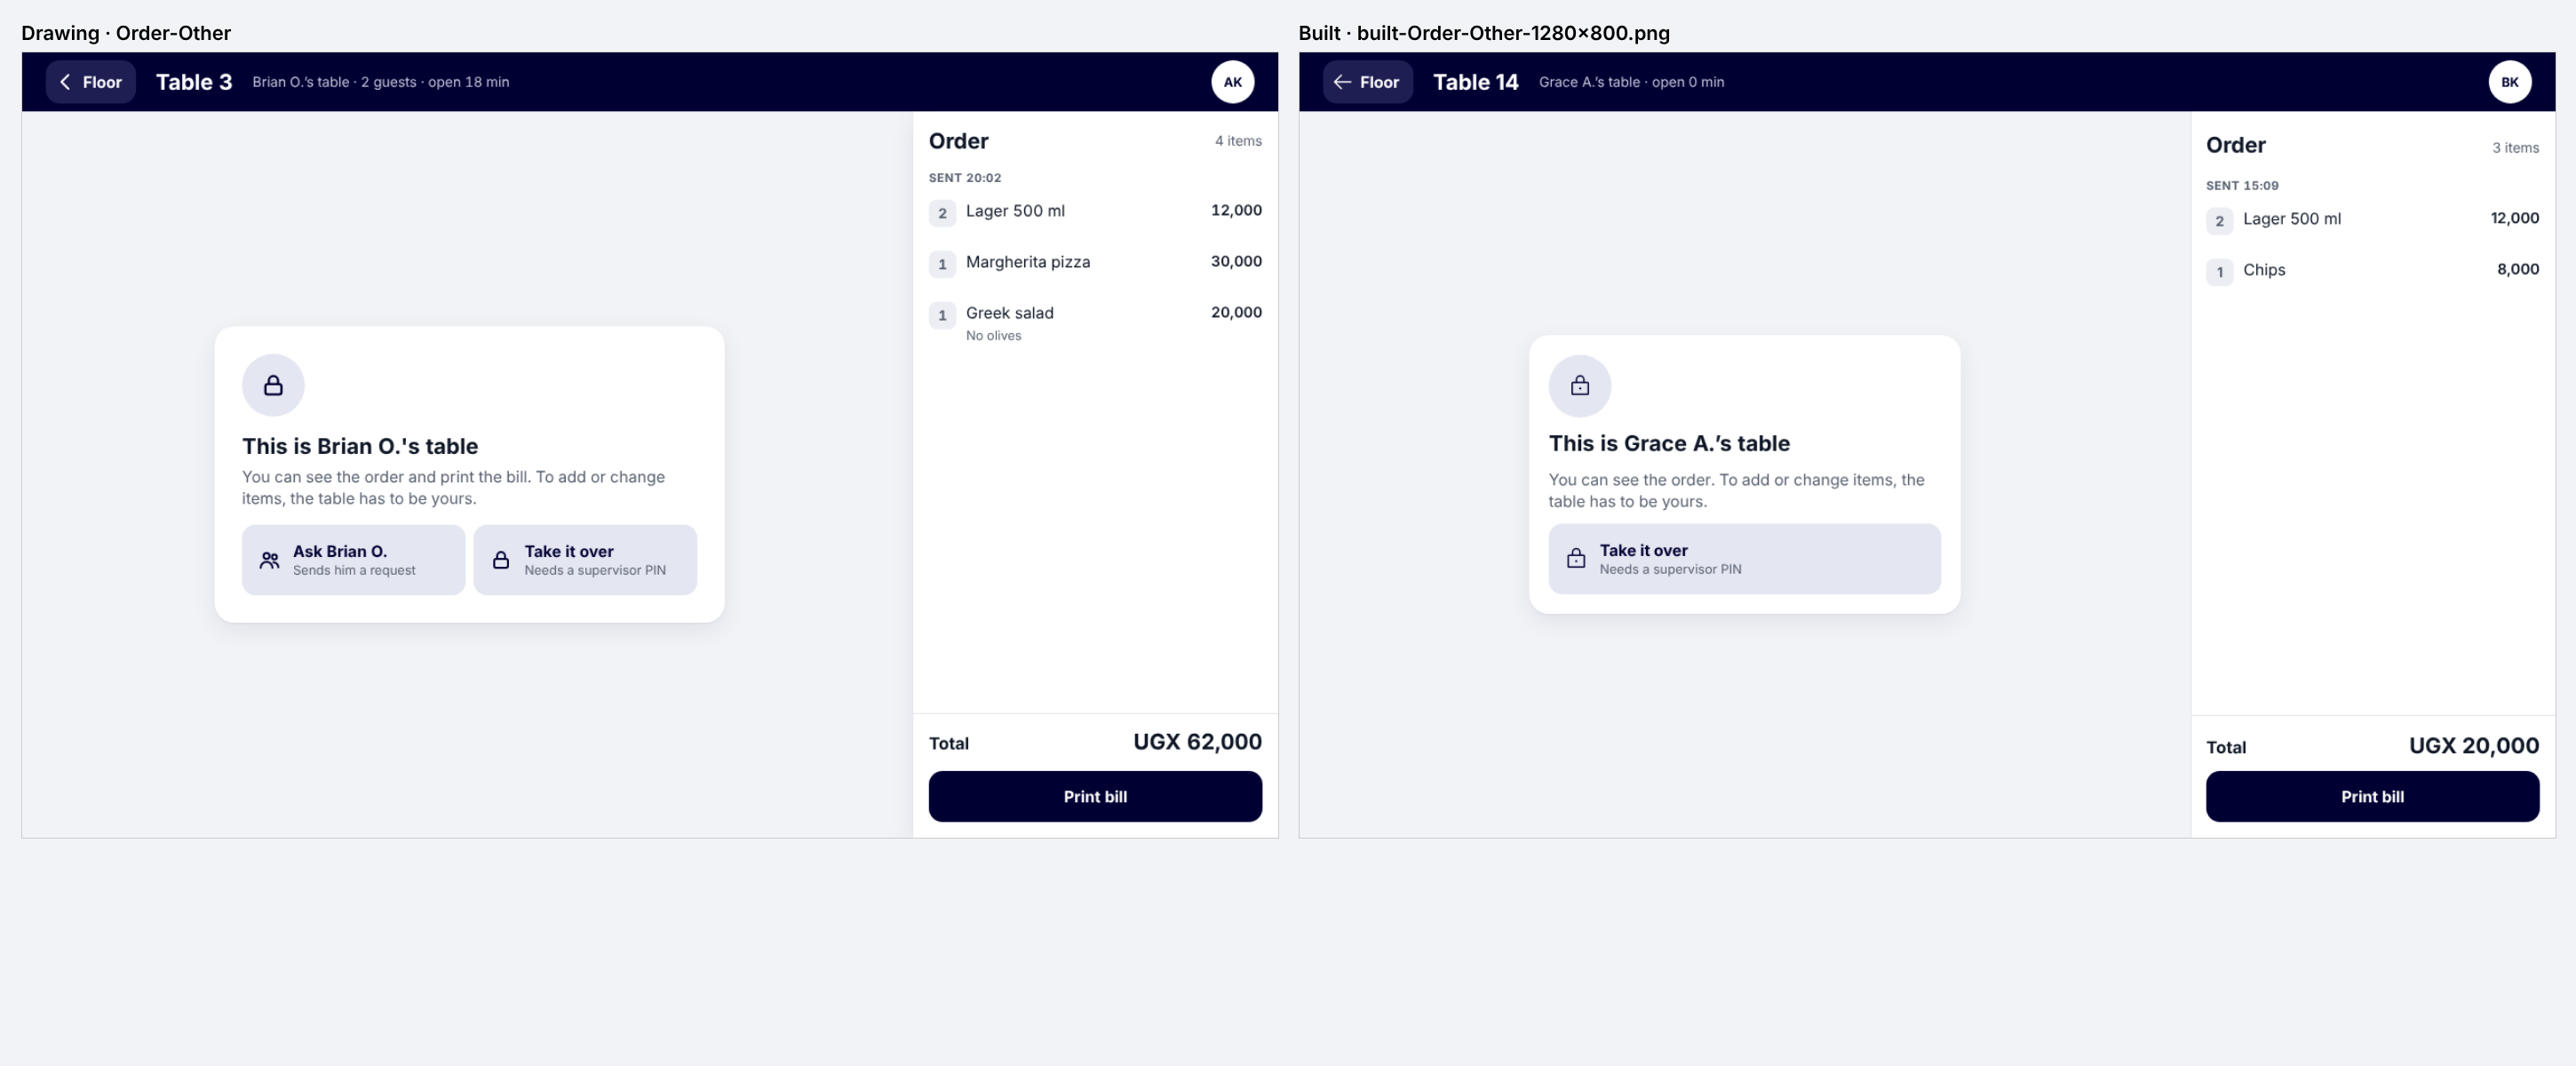 Drawing · Order-Other
Floor
Table 3
Brian O.’s table · 2 guests · open 18 min
AK
Order
4 items
SENT 20:02
2 Lager 500 ml 12,000
1 Margherita pizza 30,000
1 Greek salad 20,000
No olives
This is Brian O.'s table
You can see the order and print the bill. To add or change
items, the table has to be yours.
Ask Brian O.
Sends him a request
Take it over
Needs a supervisor PIN
Total UGX 62,000
Print bill
Built · built-Order-Other-1280×800.png
Floor
Table 14
Grace A.’s table · open 0 min
BK
Order
3 items
SENT 15:09
2 Lager 500 ml 12,000
1 Chips 8,000
This is Grace A.’s table
You can see the order. To add or change items, the
table has to be yours.
Take it over
Needs a supervisor PIN
Total UGX 20,000
Print bill